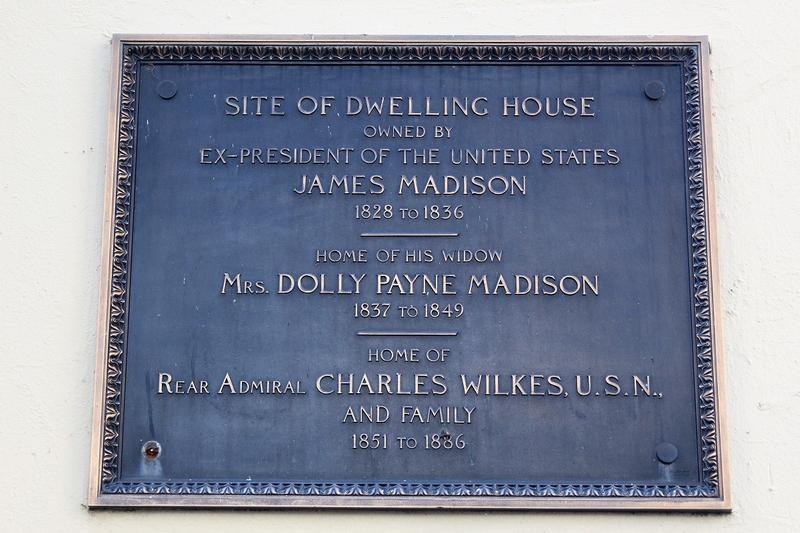 SITE OF DWELLING HOUSE
OWNED BY
EX-PRESIDENT OF THE UNITED STATES
JAMES MADISON
1828 TO 1836
HOME OF HIS WIDOW
MRS. DOLLY PAYNE MADISON
1837 TO 1849
HOME OF
REAR ADMIRAL CHARLES WILKES, U.S.N.,
AND FAMILY
1851 TO 1886